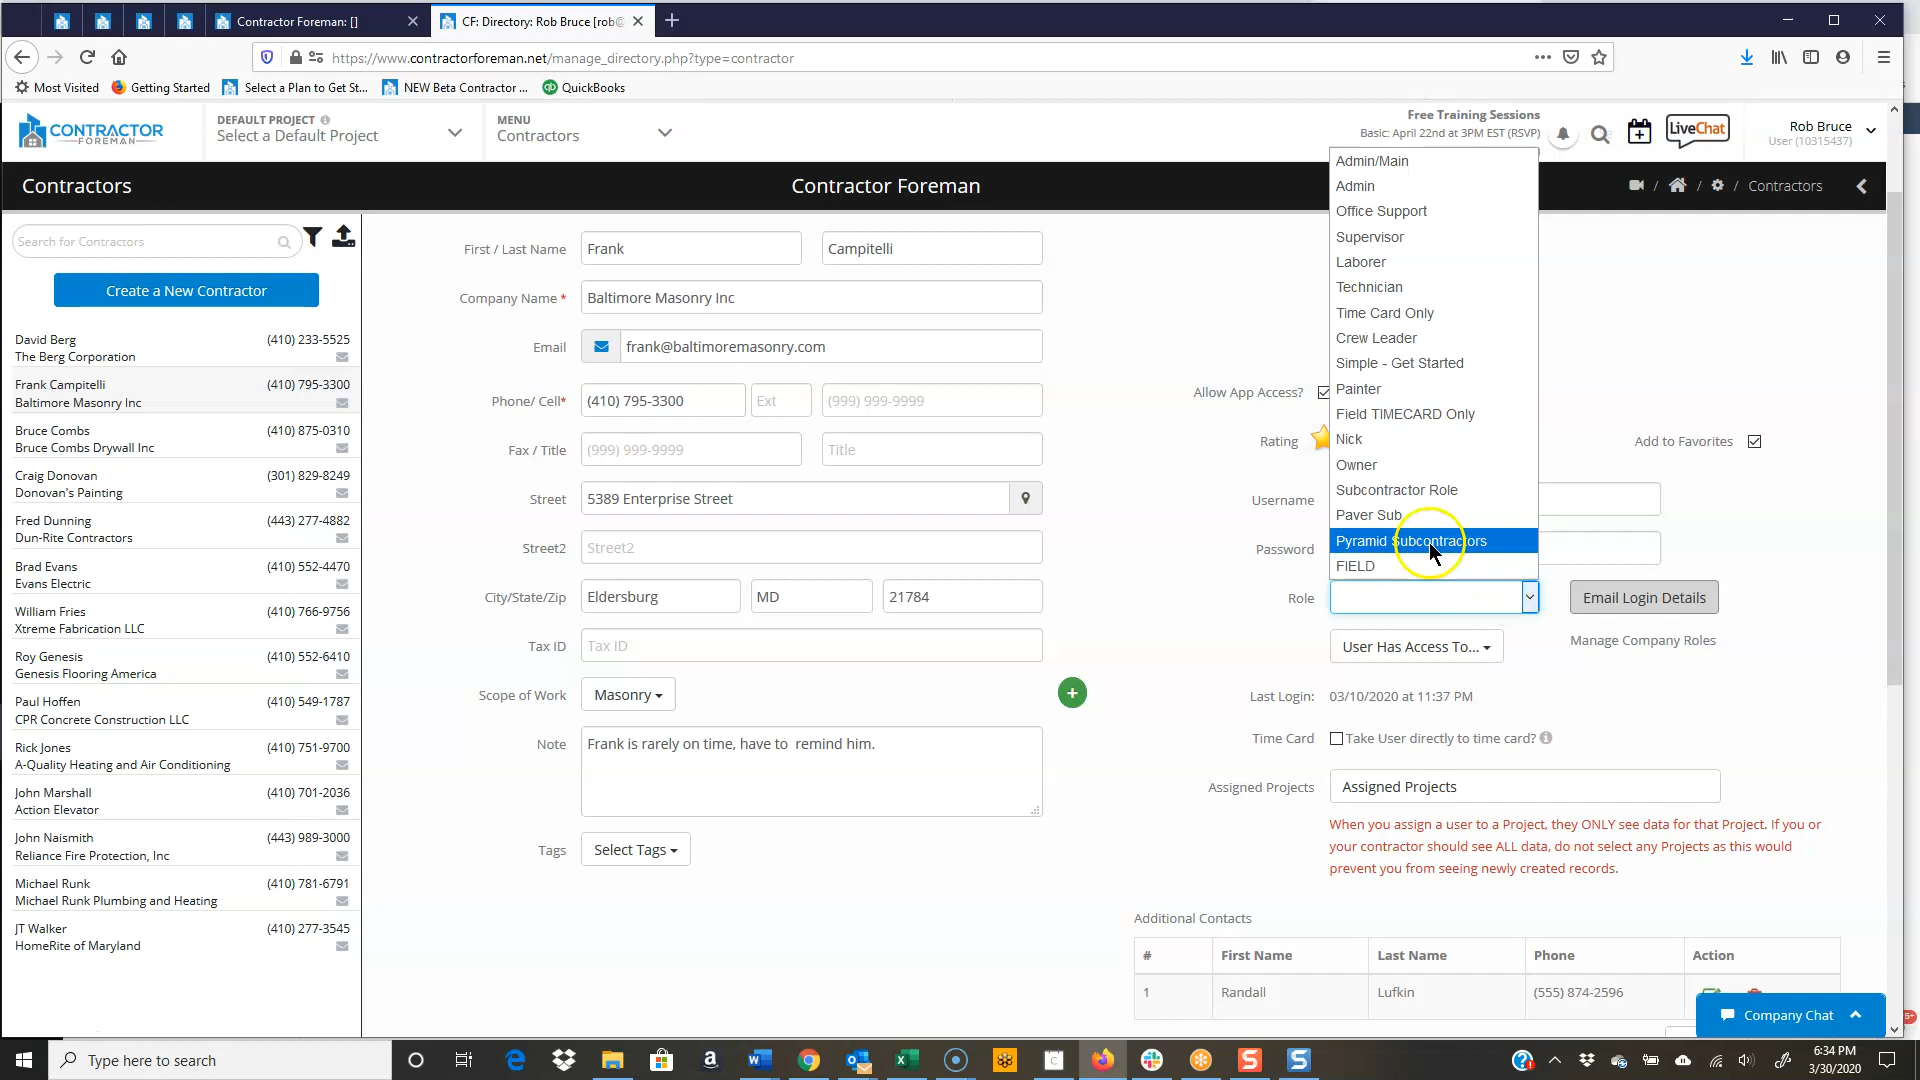 Contractor Foreman: []
CF: Directory: Rob Bruce [rob@
https://www.contractorforeman.net/manage_directory.php?type=contractor
Most Visited
Getting Started
Select a Plan to Get St...
NEW Beta Contractor ...
QuickBooks
CONTRACTOR
FOREMAN
DEFAULT PROJECT
Select a Default Project
MENU
Contractors
Free Training Sessions
Basic: April 22nd at 3PM EST (RSVP)
LiveChat
Rob Bruce
User (10315437)
Contractors
Contractor Foreman
/ / / Contractors
Search for Contractors
Create a New Contractor
David Berg (410) 233-5525
The Berg Corporation
Frank Campitelli (410) 795-3300
Baltimore Masonry Inc
Bruce Combs (410) 875-0310
Bruce Combs Drywall Inc
Craig Donovan (301) 829-8249
Donovan's Painting
Fred Dunning (443) 277-4882
Dun-Rite Contractors
Brad Evans (410) 552-4470
Evans Electric
William Fries (410) 766-9756
Xtreme Fabrication LLC
Roy Genesis (410) 552-6410
Genesis Flooring America
Paul Hoffen (410) 549-1787
CPR Concrete Construction LLC
Rick Jones (410) 751-9700
A-Quality Heating and Air Conditioning
John Marshall (410) 701-2036
Action Elevator
John Naismith (443) 989-3000
Reliance Fire Protection, Inc
Michael Runk (410) 781-6791
Michael Runk Plumbing and Heating
JT Walker (410) 277-3545
HomeRite of Maryland
First / Last Name Frank Campitelli
Company Name * Baltimore Masonry Inc
Email frank@baltimoremasonry.com
Phone/ Cell* (410) 795-3300 Ext (999) 999-9999
Fax / Title (999) 999-9999 Title
Street 5389 Enterprise Street
Street2 Street2
City/State/Zip Eldersburg MD 21784
Tax ID Tax ID
Scope of Work Masonry
Note Frank is rarely on time, have to remind him.
Tags Select Tags
Admin/Main
Admin
Office Support
Supervisor
Laborer
Technician
Time Card Only
Crew Leader
Simple - Get Started
Painter
Field TIMECARD Only
Nick
Owner
Subcontractor Role
Paver Sub
Pyramid Subcontractors
FIELD
Allow App Access?
Rating Add to Favorites
Username
Password
Role Email Login Details
User Has Access To... Manage Company Roles
Last Login: 03/10/2020 at 11:37 PM
Time Card Take User directly to time card?
Assigned Projects Assigned Projects
When you assign a user to a Project, they ONLY see data for that Project. If you or
your contractor should see ALL data, do not select any Projects as this would
prevent you from seeing newly created records.
Additional Contacts
# First Name Last Name Phone Action
1 Randall Lufkin (555) 874-2596
Company Chat
Type here to search
6:34 PM
3/30/2020